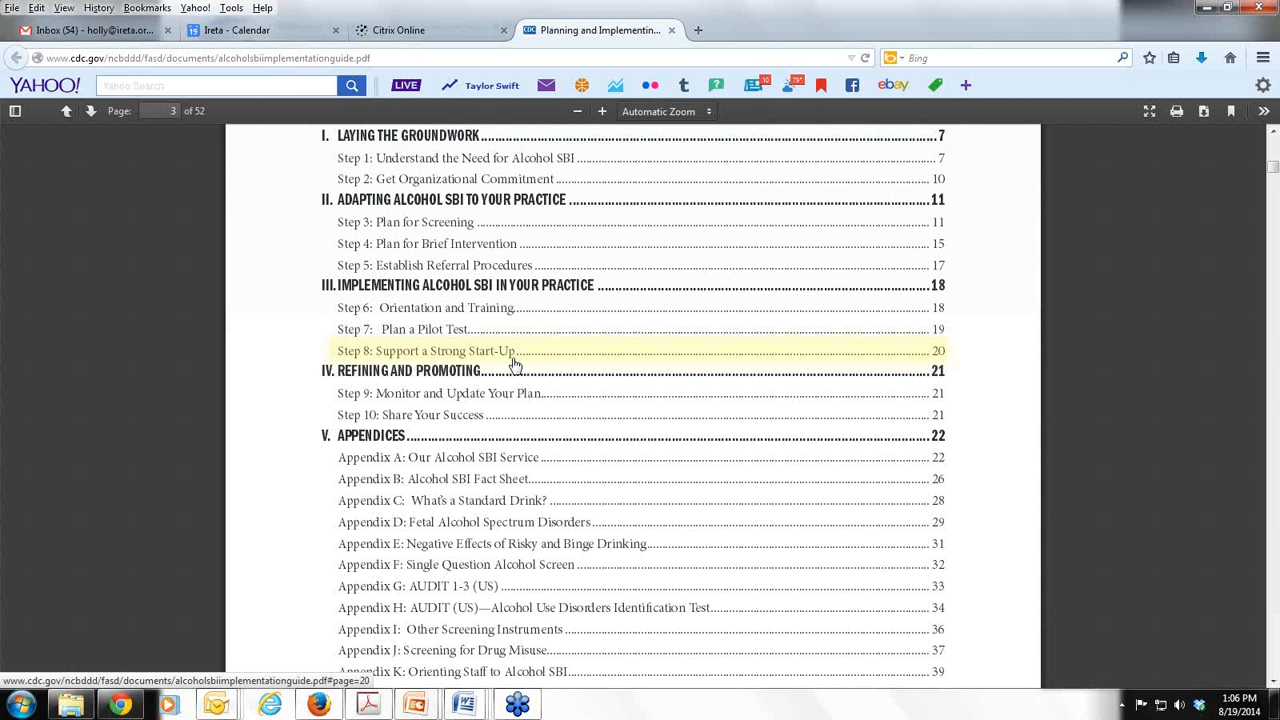 File Edit View History Bookmarks Yahoo! Tools Help
Inbox (54) - holly@ireta.or... × Ireta - Calendar × Citrix Online × Planning and Implementin... × +
www.cdc.gov/ncbddd/fasd/documents/alcoholsbiimplementationguide.pdf Bing
YAHOO! Yazoo Search LIVE Taylor Swift t 10 79° ebay +
Page: 3 of 52 − + Automatic Zoom
I. LAYING THE GROUNDWORK 7
Step 1: Understand the Need for Alcohol SBI 7
Step 2: Get Organizational Commitment 10
II. ADAPTING ALCOHOL SBI TO YOUR PRACTICE 11
Step 3: Plan for Screening 11
Step 4: Plan for Brief Intervention 15
Step 5: Establish Referral Procedures 17
III. IMPLEMENTING ALCOHOL SBI IN YOUR PRACTICE 18
Step 6: Orientation and Training 18
Step 7: Plan a Pilot Test 19
Step 8: Support a Strong Start-Up 20
IV. REFINING AND PROMOTING 21
Step 9: Monitor and Update Your Plan 21
Step 10: Share Your Success 21
V. APPENDICES 22
Appendix A: Our Alcohol SBI Service 22
Appendix B: Alcohol SBI Fact Sheet 26
Appendix C: What's a Standard Drink? 28
Appendix D: Fetal Alcohol Spectrum Disorders 29
Appendix E: Negative Effects of Risky and Binge Drinking 31
Appendix F: Single Question Alcohol Screen 32
Appendix G: AUDIT 1-3 (US) 33
Appendix H: AUDIT (US)—Alcohol Use Disorders Identification Test 34
Appendix I: Other Screening Instruments 36
Appendix J: Screening for Drug Misuse 37
Appendix K: Orienting Staff to Alcohol SBI 39
www.cdc.gov/ncbddd/fasd/documents/alcoholsbiimplementationguide.pdf#page=20
1:06 PM
8/19/2014